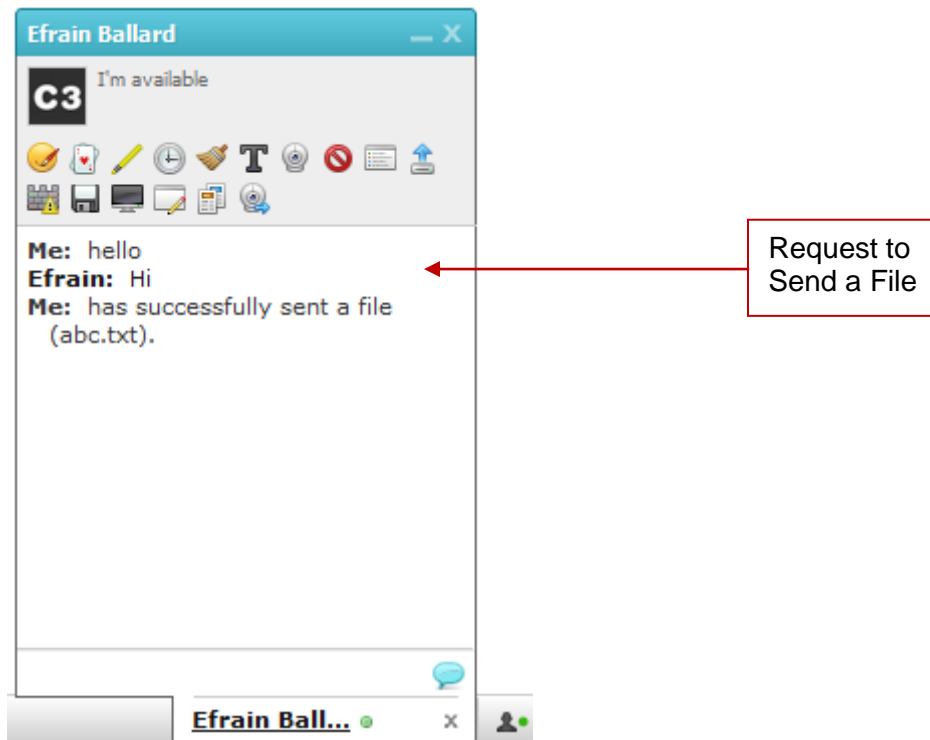 Efrain Ballard
C3 I'm available
Me: hello
Efrain: Hi
Me: has successfully sent a file
(abc.txt).
Request to
Send a File
Efrain Ball...